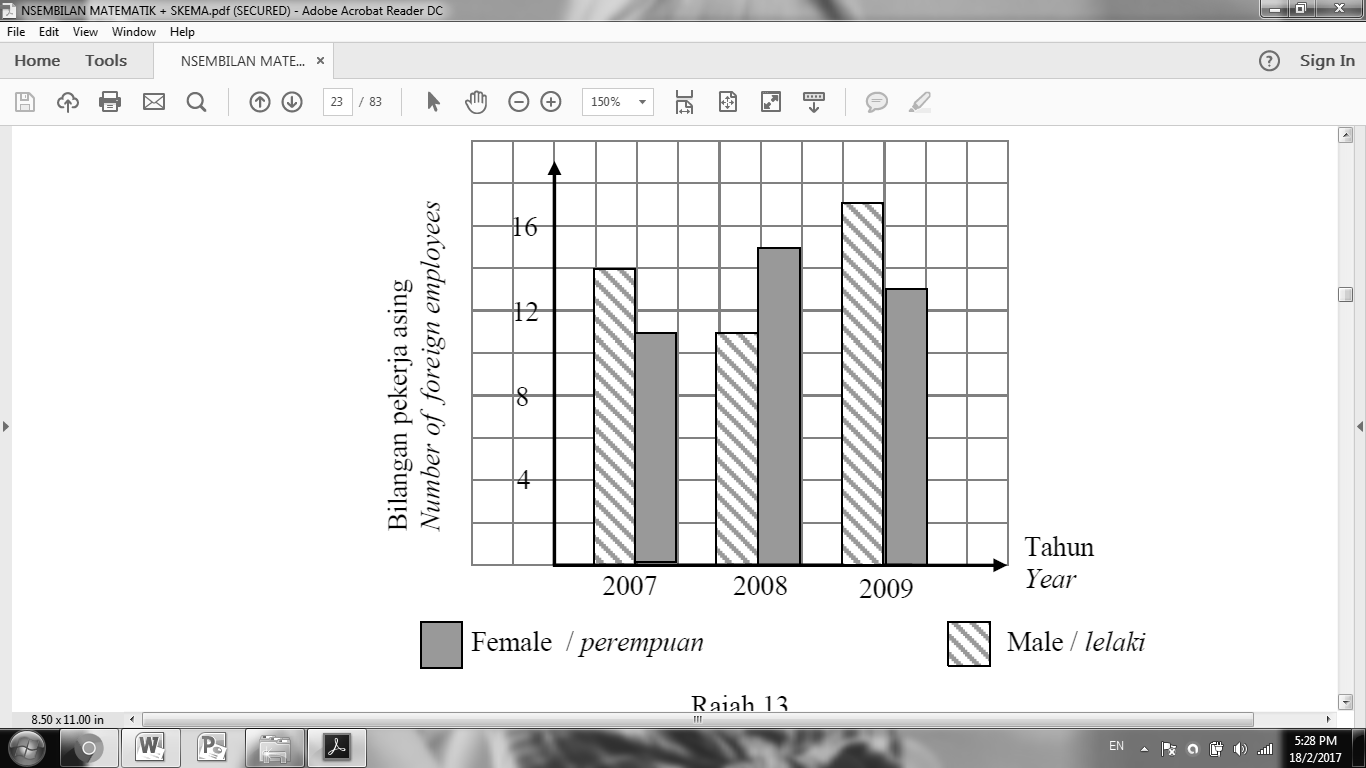 NSEMBILAN MATEMATIK + SKEMA.pdf (SECURED) - Adobe Acrobat Reader DC
File Edit View Window Help
Home Tools NSEMBILAN MATE... × ? Sign In
23 / 83 150%
Bilangan pekerja asing
Number of foreign employees
16
12
8
4
2007 2008 2009
Tahun
Year
Female / perempuan
Male / lelaki
Rajah 13
8.50 x 11.00 in
EN 5:28 PM
18/2/2017